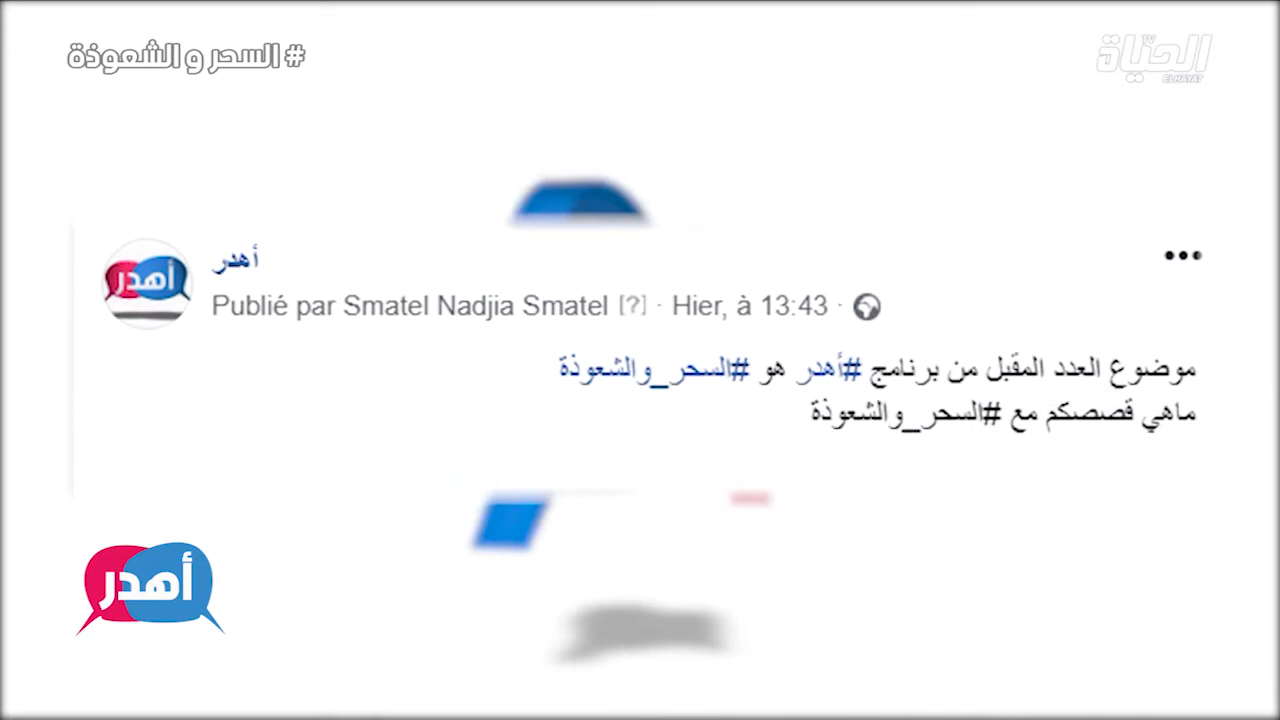 #السحر و الشعوذة
الحياة TV
ELHAYAT
أهدر
أهدر
Publié par Smatel Nadjia Smatel [?] · Hier, à 13:43 ·
موضوع العدد المقبل من برنامج #أهدر هو #السحر_والشعوذة
ماهي قصصكم مع #السحر_والشعوذة
أهدر